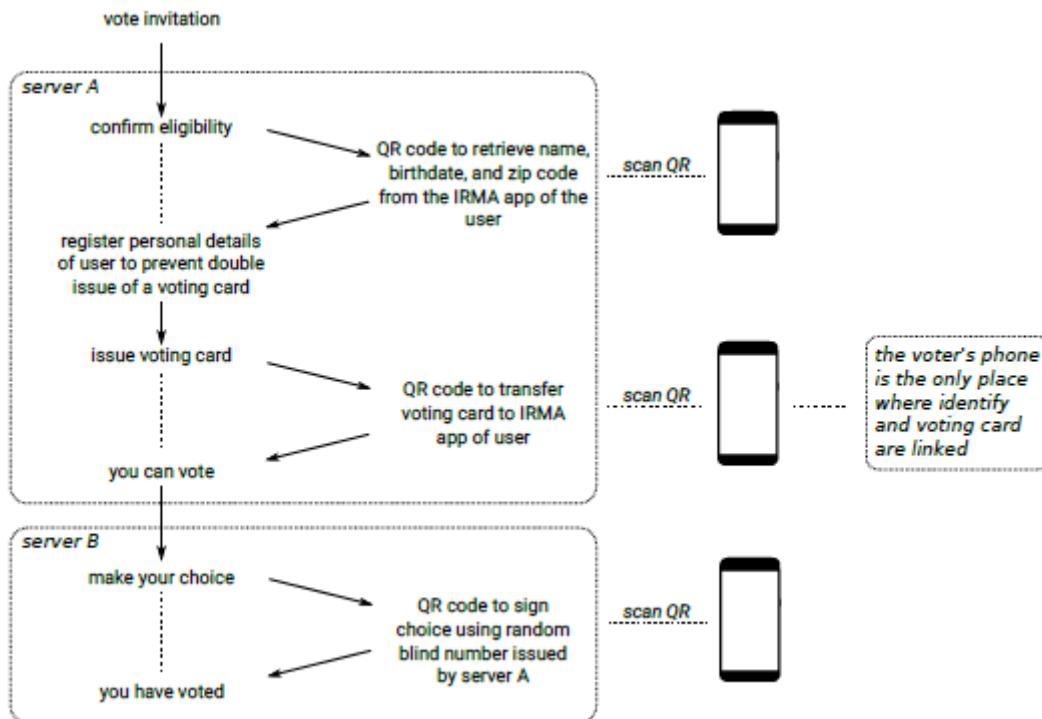 vote invitation
server A
confirm eligibility
QR code to retrieve name,
birthdate, and zip code
from the IRMA app of the
user
scan QR
register personal details
of user to prevent double
issue of a voting card
issue voting card
QR code to transfer
voting card to IRMA
app of user
scan QR
the voter's phone
is the only place
where identify
and voting card
are linked
you can vote
server B
make your choice
QR code to sign
choice using random
blind number issued
by server A
scan QR
you have voted